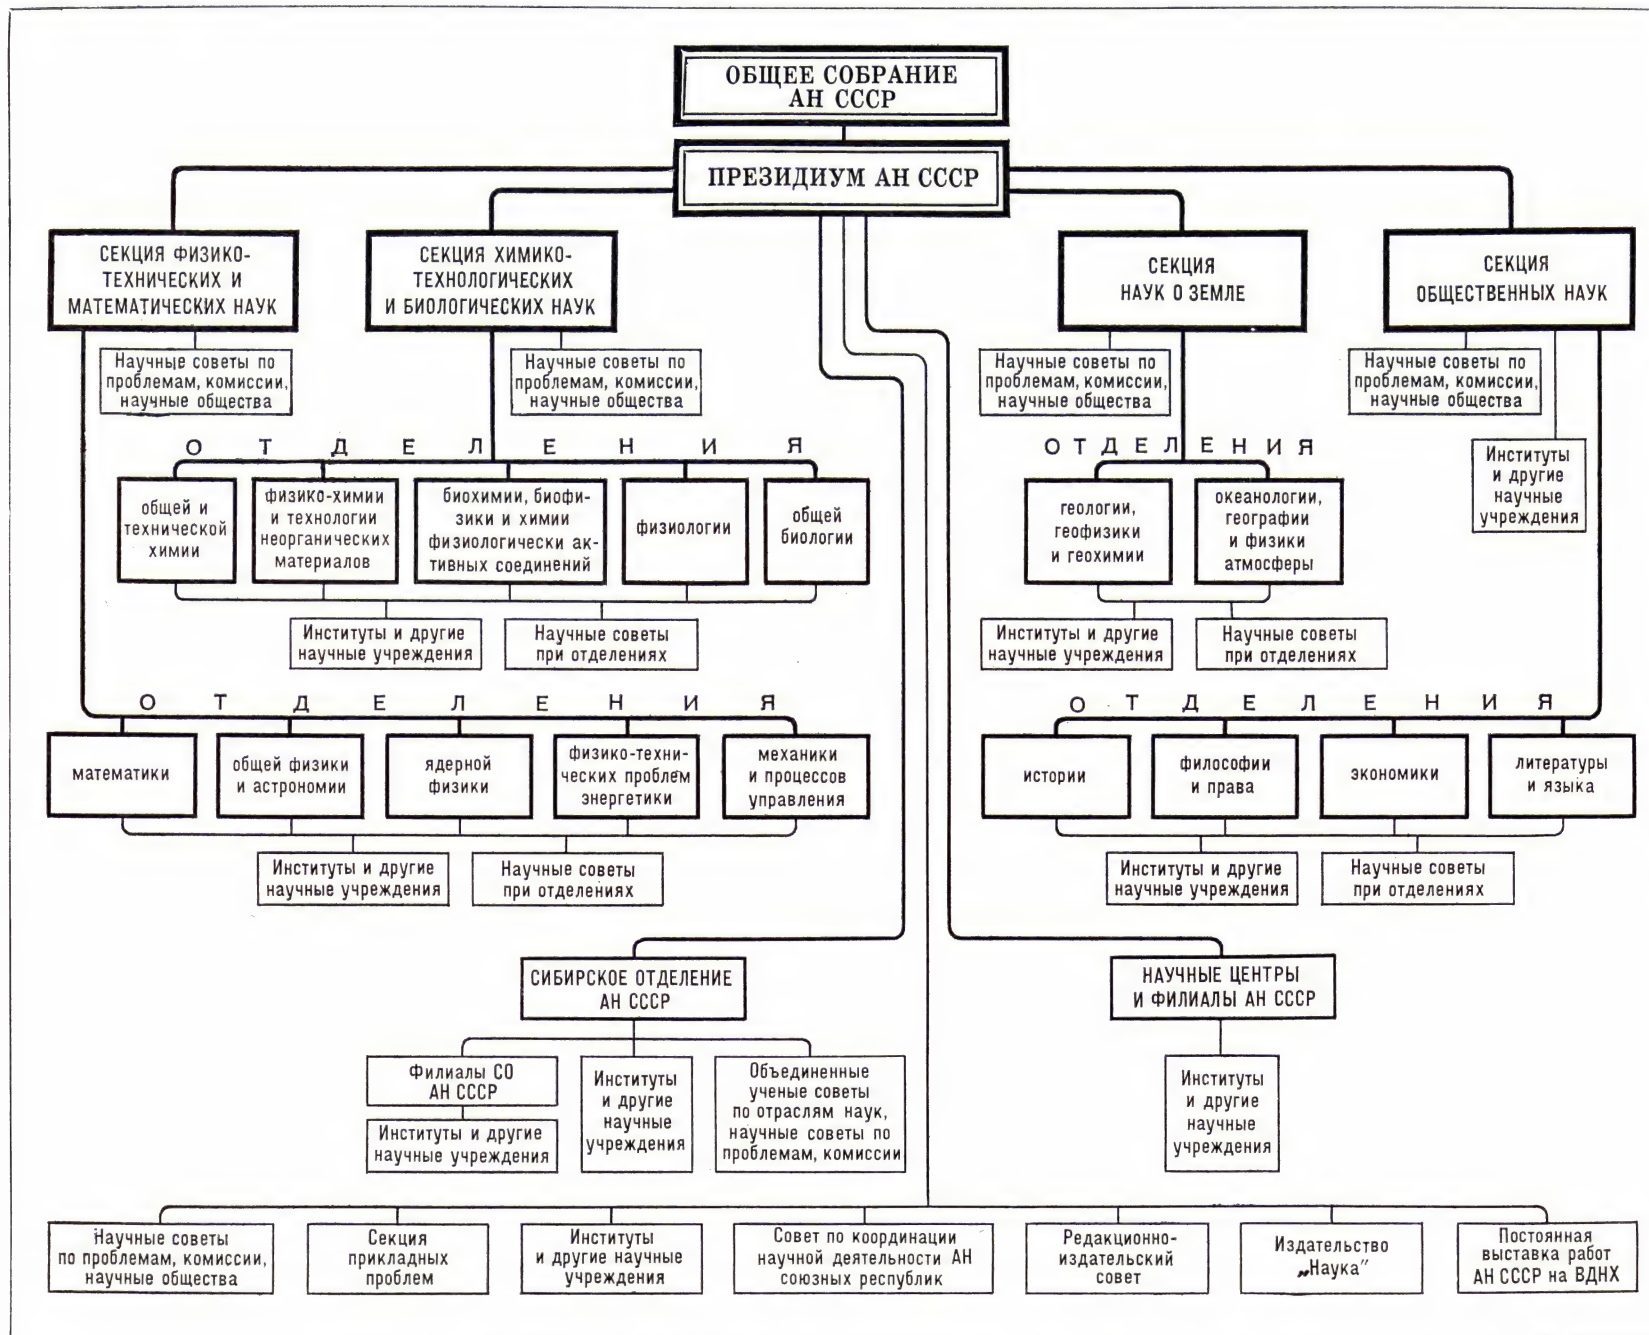 ОБЩЕЕ СОБРАНИЕ
АН СССР
ПРЕЗИДИУМ АН СССР
СЕКЦИЯ ФИЗИКО-
ТЕХНИЧЕСКИХ И
МАТЕМАТИЧЕСКИХ НАУК
СЕКЦИЯ ХИМИКО-
ТЕХНОЛОГИЧЕСКИХ
И БИОЛОГИЧЕСКИХ НАУК
СЕКЦИЯ
НАУК О ЗЕМЛЕ
СЕКЦИЯ
ОБЩЕСТВЕННЫХ НАУК
Научные советы по
проблемам, комиссии,
научные общества
Научные советы по
проблемам, комиссии,
научные общества
Научные советы по
проблемам, комиссии,
научные общества
Научные советы по
проблемам, комиссии,
научные общества
Институты
и другие
научные
учреждения
ОТДЕЛЕНИЯ
общей и
технической
химии
физико-химии
и технологии
неорганических
материалов
биохимии, биофи-
зики и химии
физиологически ак-
тивных соединений
физиологии
общей
биологии
Институты и другие
научные учреждения
Научные советы
при отделениях
ОТДЕЛЕНИЯ
геологии,
геофизики
и геохимии
океанологии,
географии
и физики
атмосферы
Институты и другие
научные учреждения
Научные советы
при отделениях
ОТДЕЛЕНИЯ
математики
общей физики
и астрономии
ядерной
физики
физико-техни-
ческих проблем
энергетики
механики
и процессов
управления
Институты и другие
научные учреждения
Научные советы
при отделениях
ОТДЕЛЕНИЯ
истории
философии
и права
экономики
литературы
и языка
Институты и другие
научные учреждения
Научные советы
при отделениях
СИБИРСКОЕ ОТДЕЛЕНИЕ
АН СССР
Филиалы СО
АН СССР
Институты и другие
научные учреждения
Институты
и другие
научные
учреждения
Объединенные
ученые советы
по отраслям наук,
научные советы по
проблемам, комиссии
НАУЧНЫЕ ЦЕНТРЫ
И ФИЛИАЛЫ АН СССР
Институты
и другие
научные
учреждения
Научные советы
по проблемам, комиссии,
научные общества
Секция
прикладных
проблем
Институты
и другие научные
учреждения
Совет по координации
научной деятельности АН
союзных республик
Редакционно-
издательский
совет
Издательство
„Наука"
Постоянная
выставка работ
АН СССР на ВДНХ